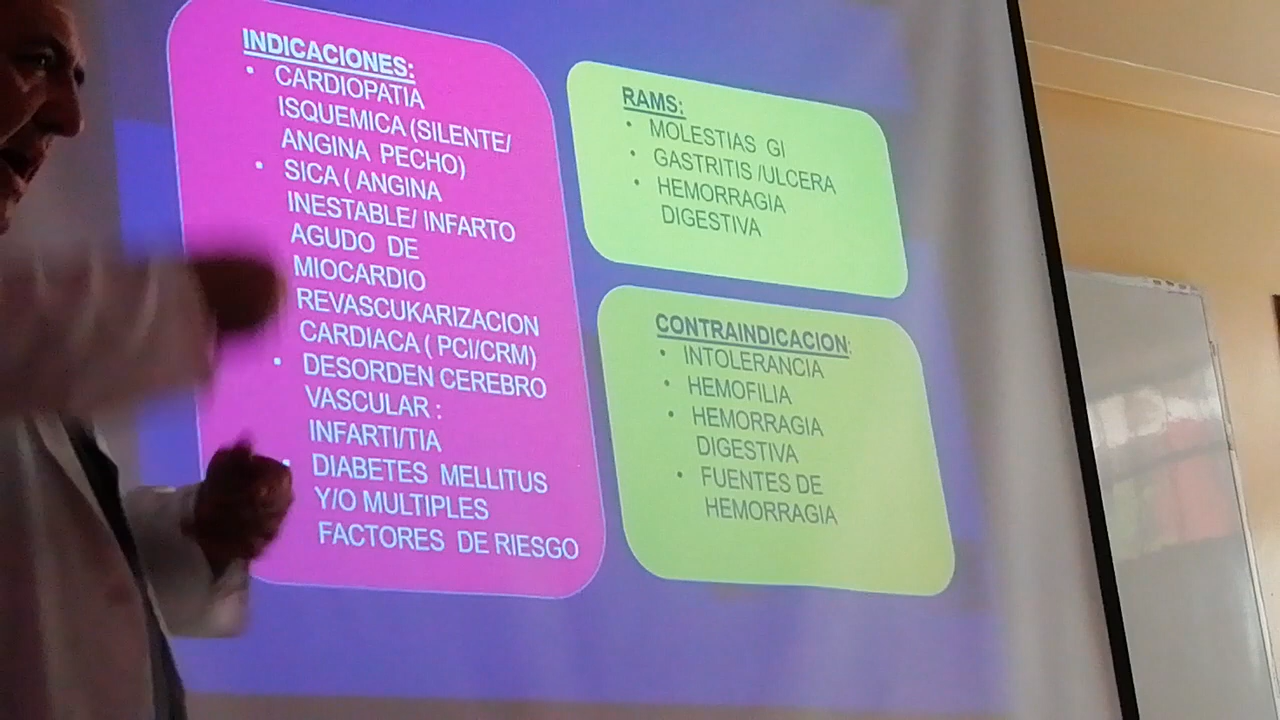 INDICACIONES:
• CARDIOPATIA
ISQUEMICA (SILENTE/
ANGINA PECHO)
• SICA ( ANGINA
INESTABLE/ INFARTO
AGUDO DE
MIOCARDIO
REVASCUKARIZACION
CARDIACA ( PCI/CRM)
• DESORDEN CEREBRO
VASCULAR :
INFARTI/TIA
• DIABETES MELLITUS
Y/O MULTIPLES
FACTORES DE RIESGO
RAMS:
• MOLESTIAS GI
• GASTRITIS /ULCERA
• HEMORRAGIA
DIGESTIVA
CONTRAINDICACION:
• INTOLERANCIA
• HEMOFILIA
• HEMORRAGIA
DIGESTIVA
• FUENTES DE
HEMORRAGIA